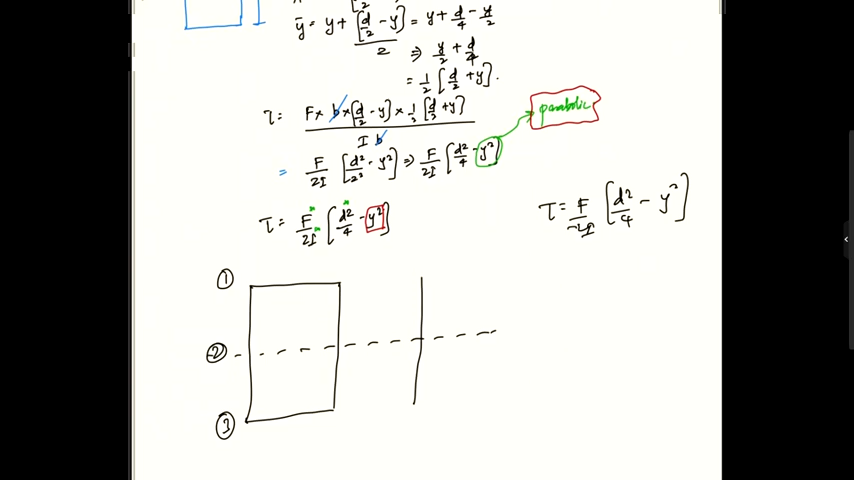 ȳ = y + [d/2 - y]/2 = y + d/4 - y/2
⇒ y/2 + d/4
= 1/2 [d/2 + y].
τ = F × b × [d/2 - y] × 1/2 [d/2 + y] / I b
= F/2I [d²/2² - y²] ⇒ F/2I [d²/4 - y²]
parabolic
τ = F/2I [d²/4 - y²]
τ = F/2I [d²/4 - y²]
①
②
③